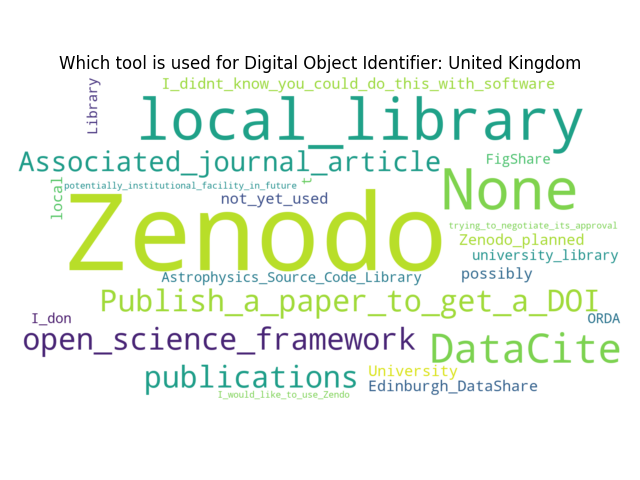 Which tool is used for Digital Object Identifier: United Kingdom
I_didnt_know_you_could_do_this_with_software
Library
local_library
Associated_journal_article
FigShare
None
potentially_institutional_facility_in_future
t
local
Zenodo
not_yet_used
trying_to_negotiate_its_approval
Zenodo_planned
university_library
Astrophysics_Source_Code_Library
possibly
Publish_a_paper_to_get_a_DOI
I_don
ORDA
open_science_framework
DataCite
publications
University
Edinburgh_DataShare
I_would_like_to_use_Zendo